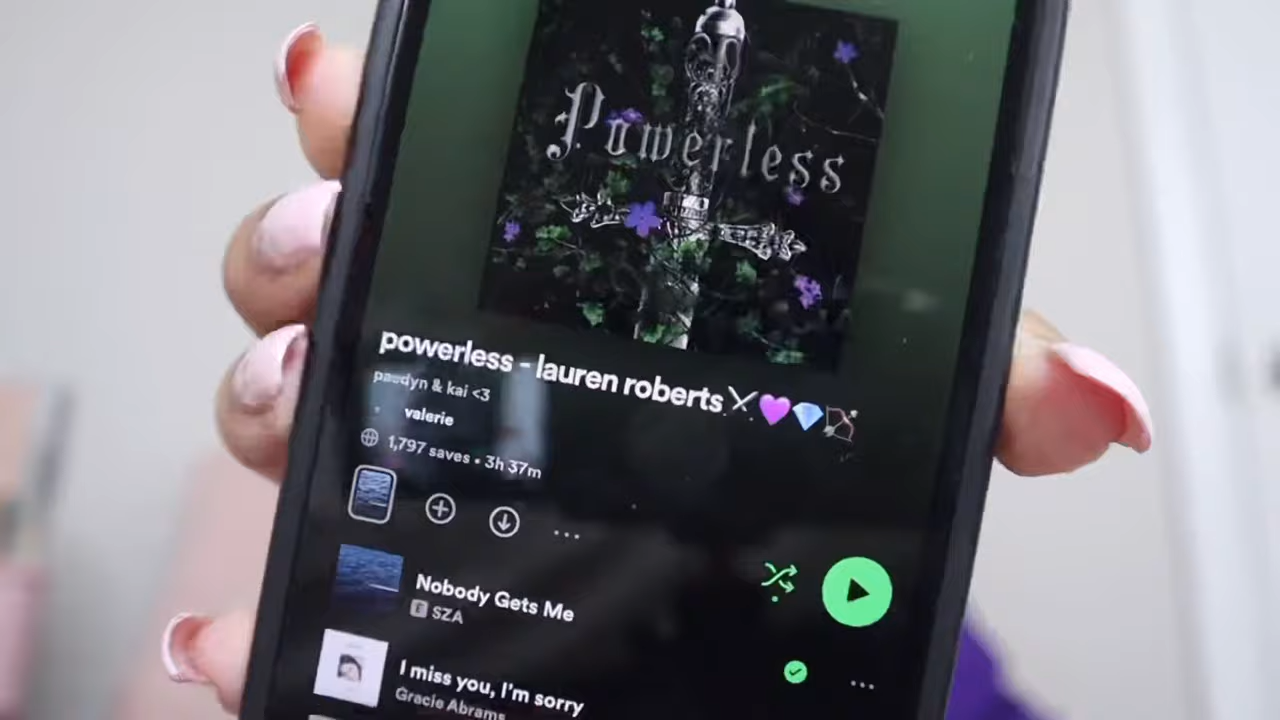 Powerless
powerless - lauren roberts⚔💜💎🏹
paedyn & kai <3
valerie
1,797 saves • 3h 37m
Nobody Gets Me
E SZA
I miss you, I'm sorry
Gracie Abrams